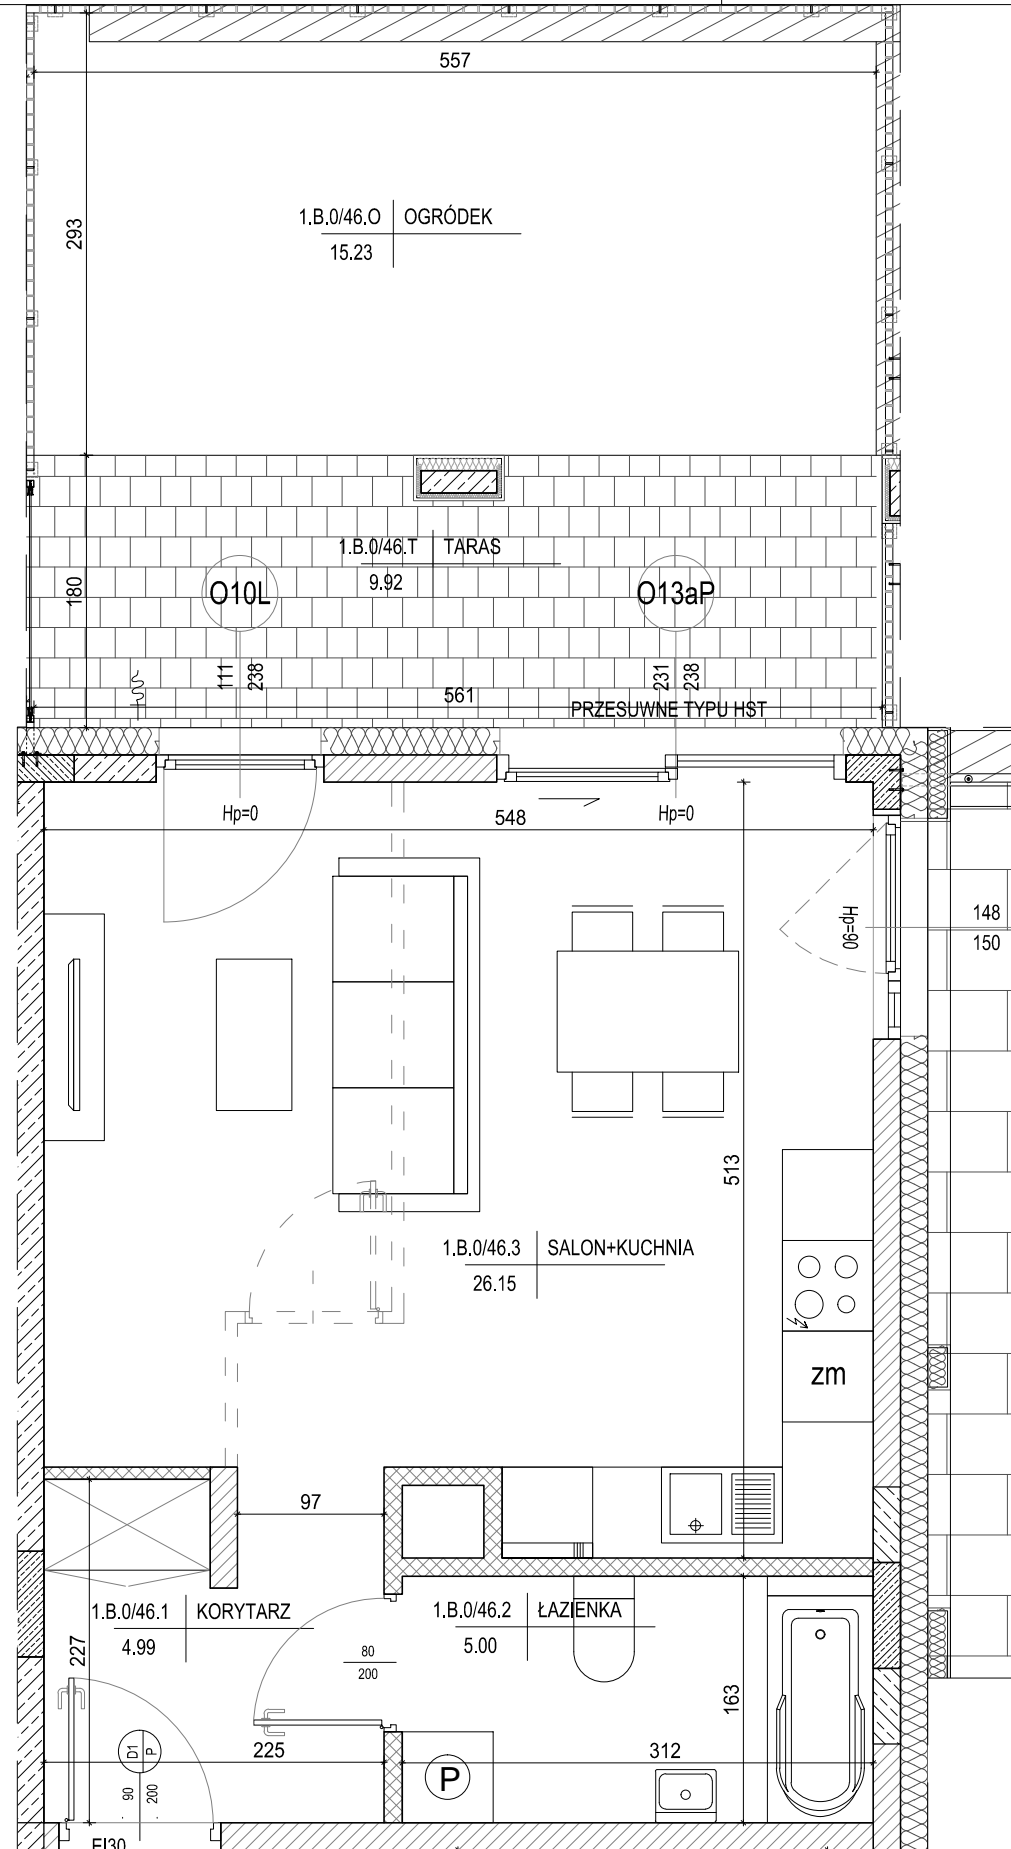 557
293
1.B.0/46.O OGRÓDEK
15.23
1.B.0/46.T TARAS
9.92
180
O10L
O13aP
111
238
231
238
561
PRZESUWNE TYPU HST
Hp=0
Hp=0
548
Hp=90
148
150
513
1.B.0/46.3 SALON+KUCHNIA
26.15
zm
97
1.B.0/46.1 KORYTARZ
4.99
1.B.0/46.2 ŁAZIENKA
5.00
227
80
200
163
D1
P
225
312
P
90
200
EI30